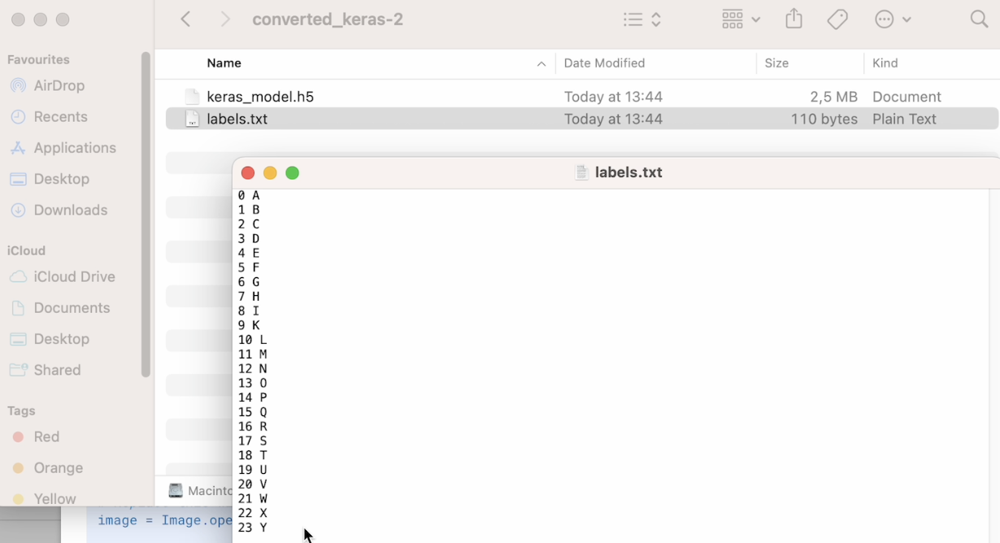 converted_keras-2
Favourites
AirDrop
Recents
Applications
Desktop
Downloads
iCloud
iCloud Drive
Documents
Desktop
Shared
Tags
Red
Orange
Yellow
Name Date Modified Size Kind
keras_model.h5 Today at 13:44 2,5 MB Document
labels.txt Today at 13:44 110 bytes Plain Text
labels.txt
0 A
1 B
2 C
3 D
4 E
5 F
6 G
7 H
8 I
9 K
10 L
11 M
12 N
13 O
14 P
15 Q
16 R
17 S
18 T
19 U
20 V
21 W
22 X
23 Y
Macinto
image = Image.ope